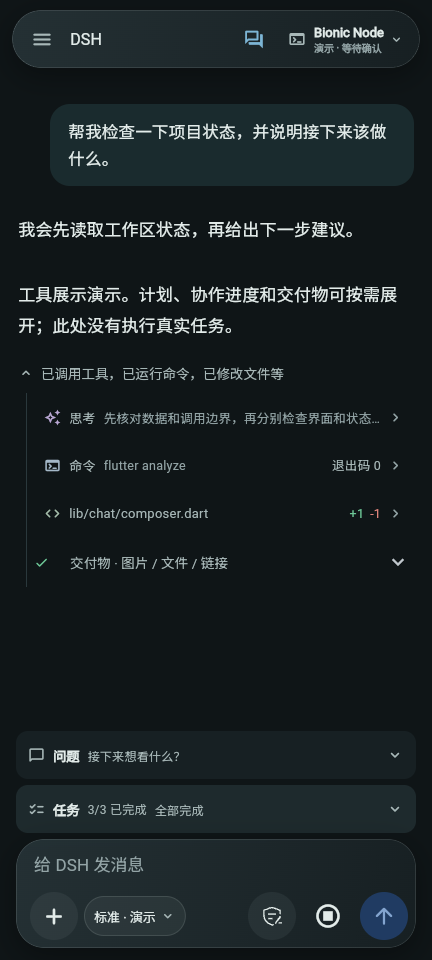 DSH
Bionic Node
演示 · 等待确认
帮我检查一下项目状态，并说明接下来该做
什么。
我会先读取工作区状态，再给出下一步建议。
工具展示演示。计划、协作进度和交付物可按需展
开；此处没有执行真实任务。
已调用工具，已运行命令，已修改文件等
思考 先核对数据和调用边界，再分别检查界面和状态…
命令 flutter analyze 退出码 0
lib/chat/composer.dart +1 -1
交付物 · 图片 / 文件 / 链接
问题 接下来想看什么？
任务 3/3 已完成 全部完成
给 DSH 发消息
标准 · 演示